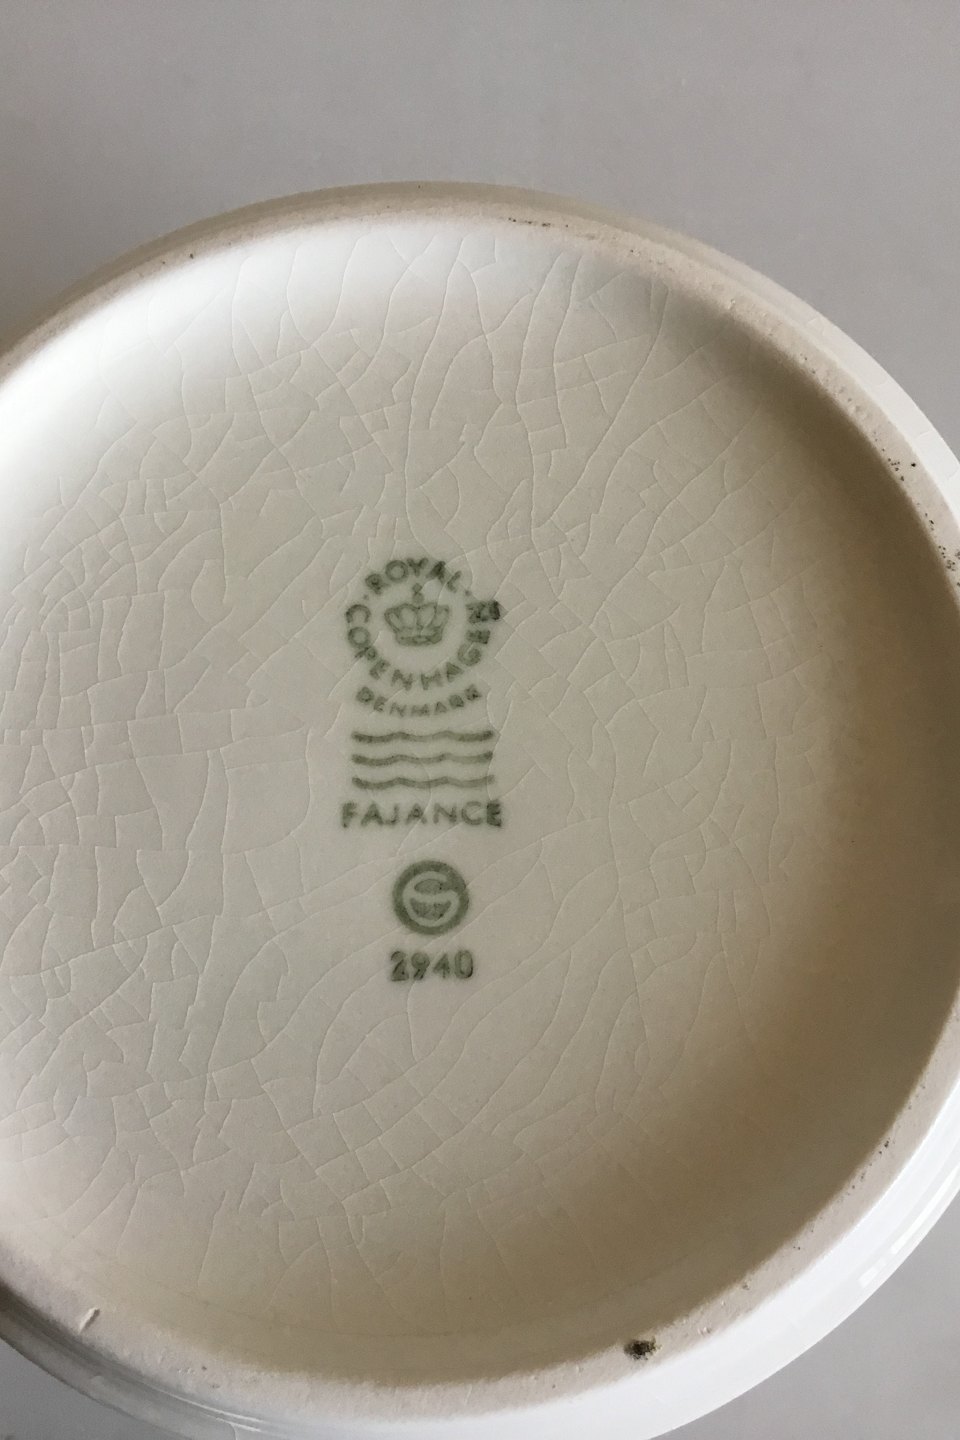 ROYAL
COPENHAGEN
DENMARK
FAJANCE
2940